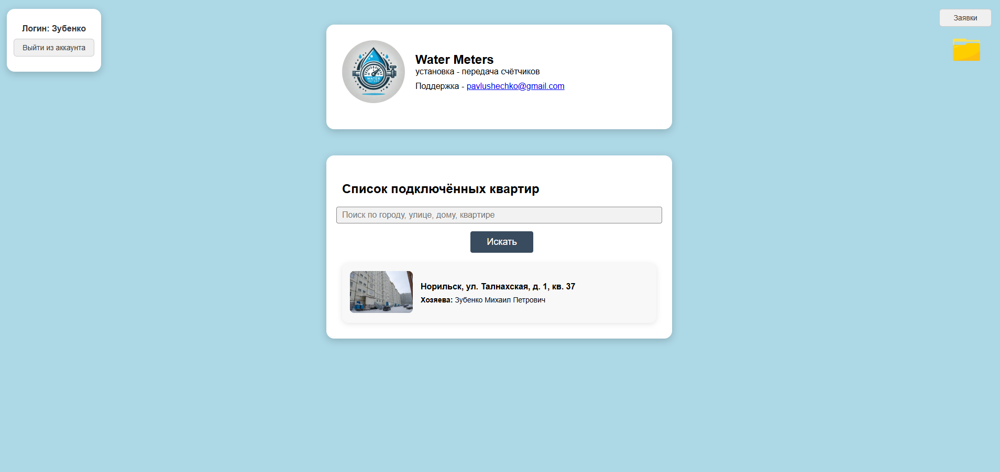 Логин: Зубенко
Выйти из аккаунта
Заявки
WATER
METERS
Water Meters
установка - передача счётчиков
Поддержка - pavlushechko@gmail.com
Список подключённых квартир
Поиск по городу, улице, дому, квартире
Искать
Норильск, ул. Талнахская, д. 1, кв. 37
Хозяева: Зубенко Михаил Петрович